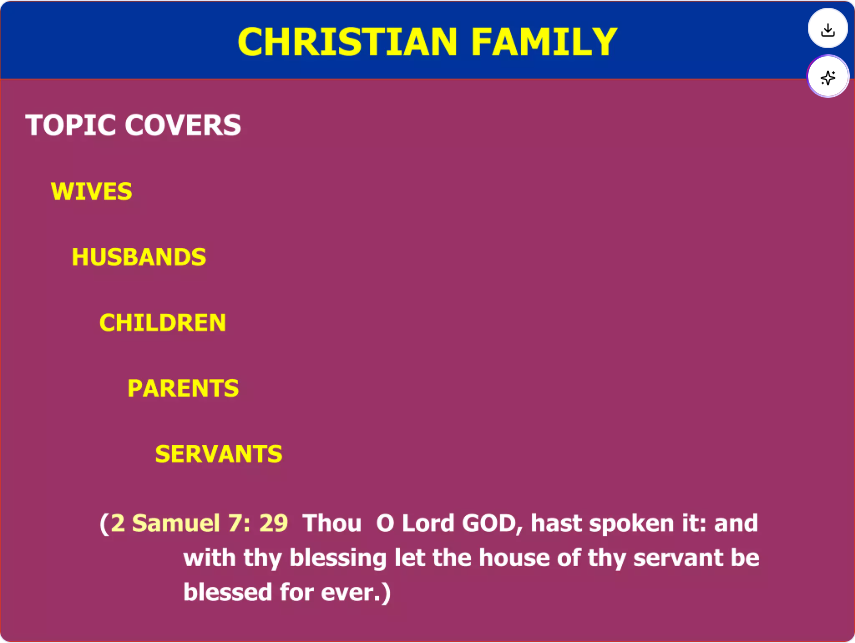 CHRISTIAN FAMILY
TOPIC COVERS
WIVES
HUSBANDS
CHILDREN
PARENTS
SERVANTS
(2 Samuel 7: 29  Thou  O Lord GOD, hast spoken it: and
with thy blessing let the house of thy servant be
blessed for ever.)